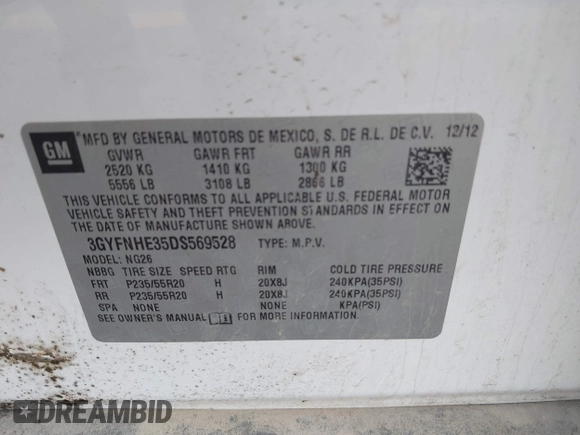 GM
*MFD BY GENERAL MOTORS DE MEXICO, S. DE R.L. DE C.V. 12/12
GVWR GAWR FRT GAWR RR
2520 KG 1410 KG 1300 KG
5556 LB 3108 LB 2866 LB
THIS VEHICLE CONFORMS TO ALL APPLICABLE U.S. FEDERAL MOTOR
VEHICLE SAFETY AND THEFT PREVENTION STANDARDS IN EFFECT ON
THE DATE OF MANUFACTURE SHOWN ABOVE.
3GYFNHE35DS569528 TYPE: M.P.V.
MODEL: NG26
NBBG TIRE SIZE SPEED RTG RIM COLD TIRE PRESSURE
FRT P235/55R20 H 20X8J 240KPA(35PSI)
RR P235/55R20 H 20X8J 240KPA(35PSI)
SPA NONE NONE KPA(PSI)
SEE OWNER'S MANUAL FOR MORE INFORMATION.
DREAMBID